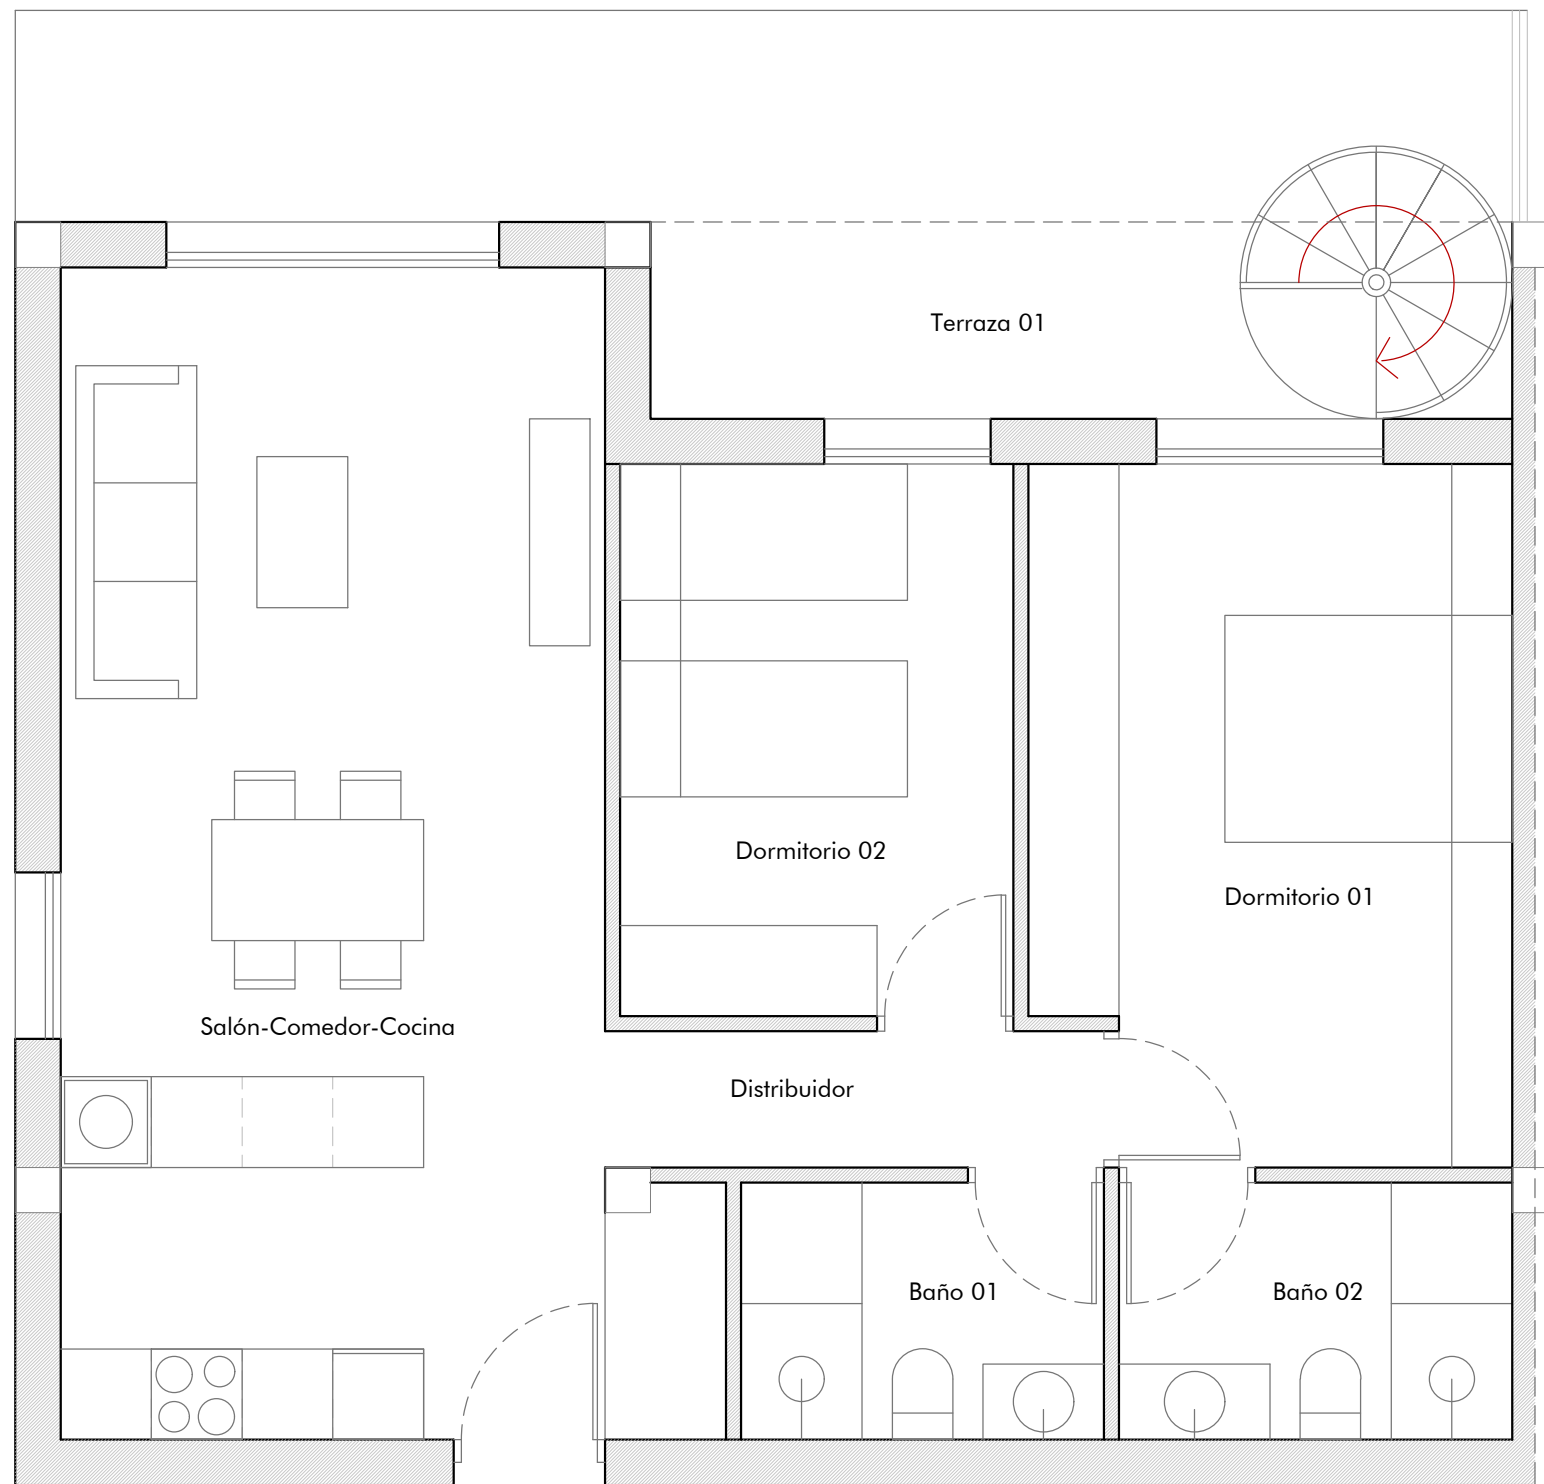 Terraza 01
Dormitorio 02
Dormitorio 01
Salón-Comedor-Cocina
Distribuidor
Baño 01
Baño 02